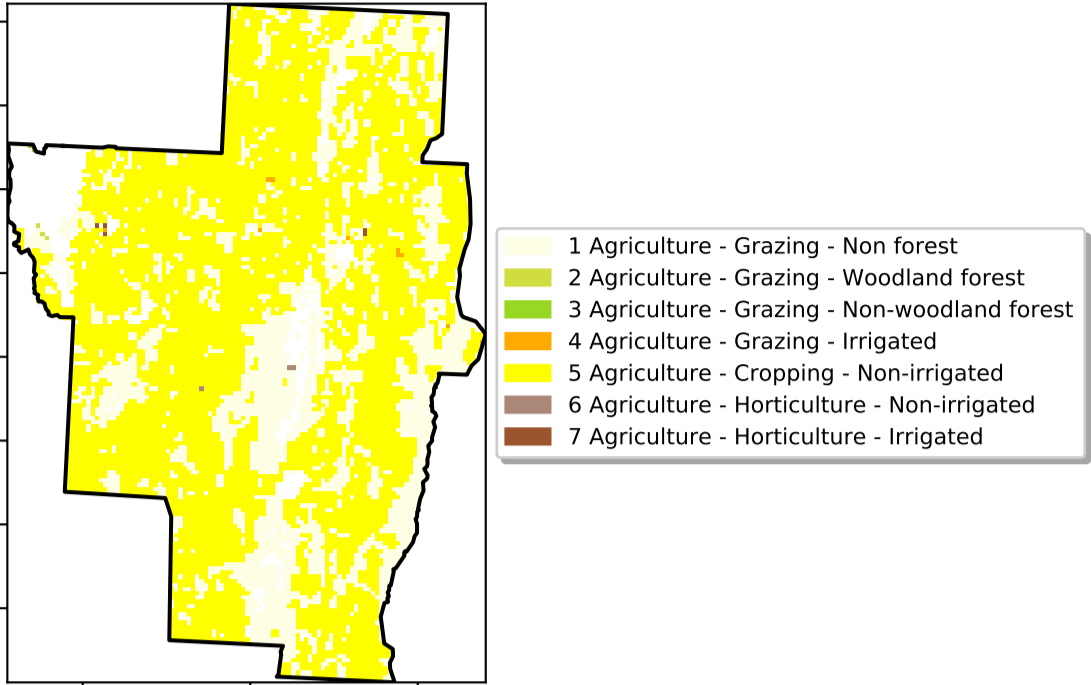 1 Agriculture - Grazing - Non forest
2 Agriculture - Grazing - Woodland forest
3 Agriculture - Grazing - Non-woodland forest
4 Agriculture - Grazing - Irrigated
5 Agriculture - Cropping - Non-irrigated
6 Agriculture - Horticulture - Non-irrigated
7 Agriculture - Horticulture - Irrigated